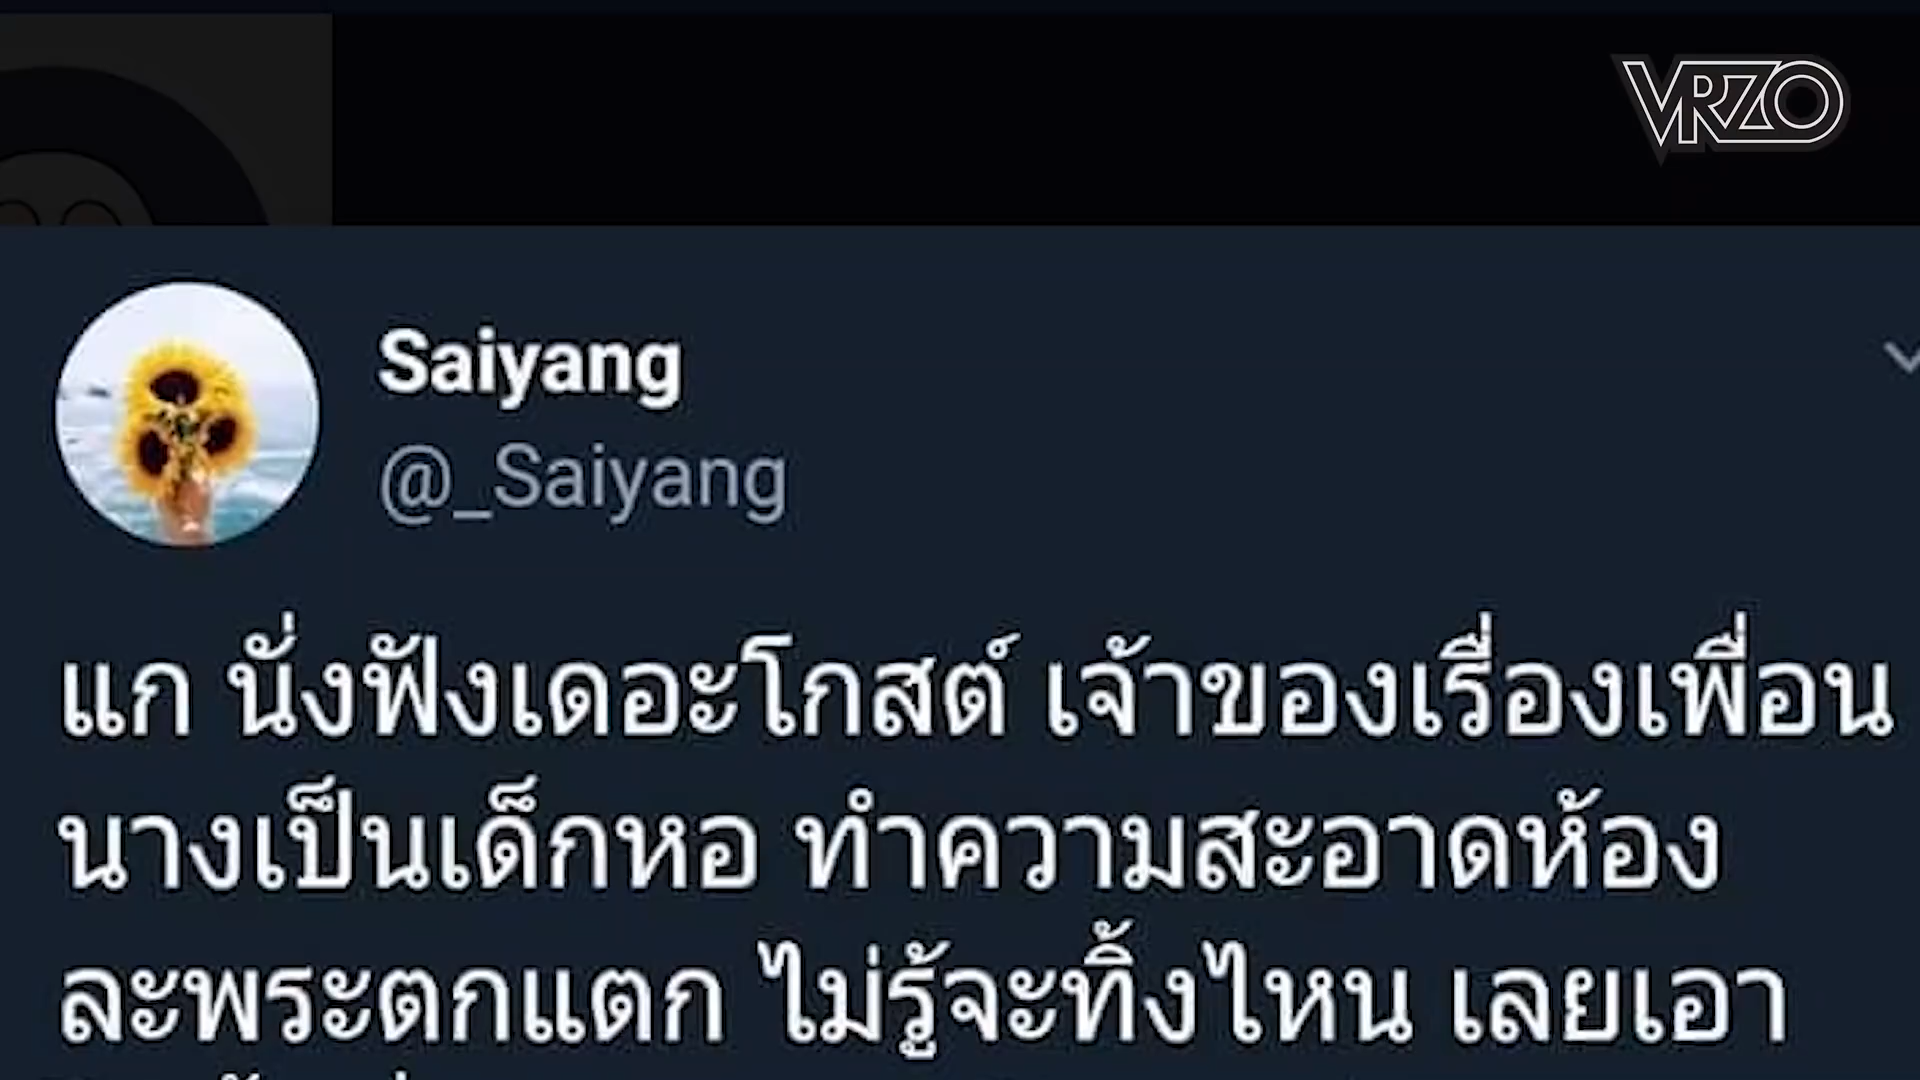 VRZO
Saiyang
@_Saiyang
แก นั่งฟังเดอะโกสต์ เจ้าของเรื่องเพื่อน
นางเป็นเด็กหอ ทำความสะอาดห้อง
ละพระตกแตก ไม่รู้จะทิ้งไหน เลยเอา